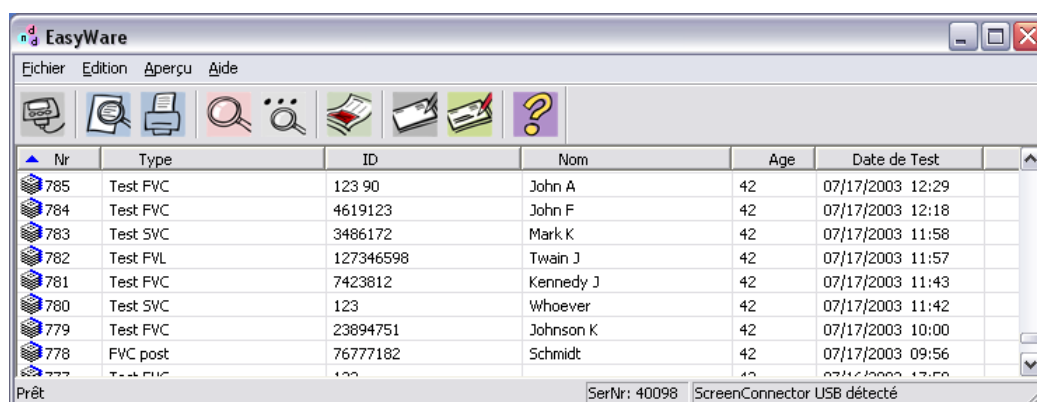 EasyWare
Fichier Edition Aperçu Aide
Nr Type ID Nom Age Date de Test
785 Test FVC 123 90 John A 42 07/17/2003 12:29
784 Test FVC 4619123 John F 42 07/17/2003 12:18
783 Test SVC 3486172 Mark K 42 07/17/2003 11:58
782 Test FVL 127346598 Twain J 42 07/17/2003 11:57
781 Test FVC 7423812 Kennedy J 42 07/17/2003 11:43
780 Test SVC 123 Whoever 42 07/17/2003 11:42
779 Test FVC 23894751 Johnson K 42 07/17/2003 10:00
778 FVC post 76777182 Schmidt 42 07/17/2003 09:56
Prêt SerNr: 40098 ScreenConnector USB détecté